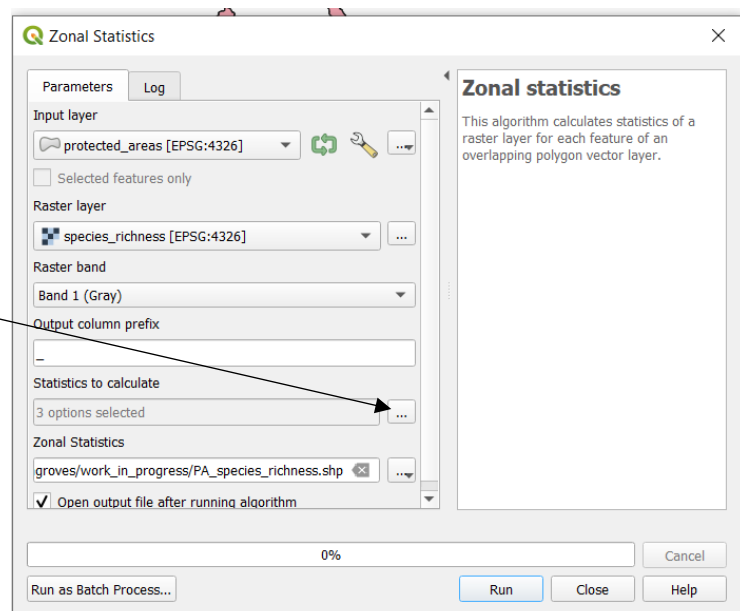 Zonal Statistics
Parameters
Log
Input layer
protected_areas [EPSG:4326]
...
Selected features only
Raster layer
species_richness [EPSG:4326]
...
Raster band
Band 1 (Gray)
Output column prefix
_
Statistics to calculate
3 options selected
...
Zonal Statistics
groves/work_in_progress/PA_species_richness.shp
...
Open output file after running algorithm
Zonal statistics
This algorithm calculates statistics of a
raster layer for each feature of an
overlapping polygon vector layer.
0%
Cancel
Run as Batch Process...
Run
Close
Help